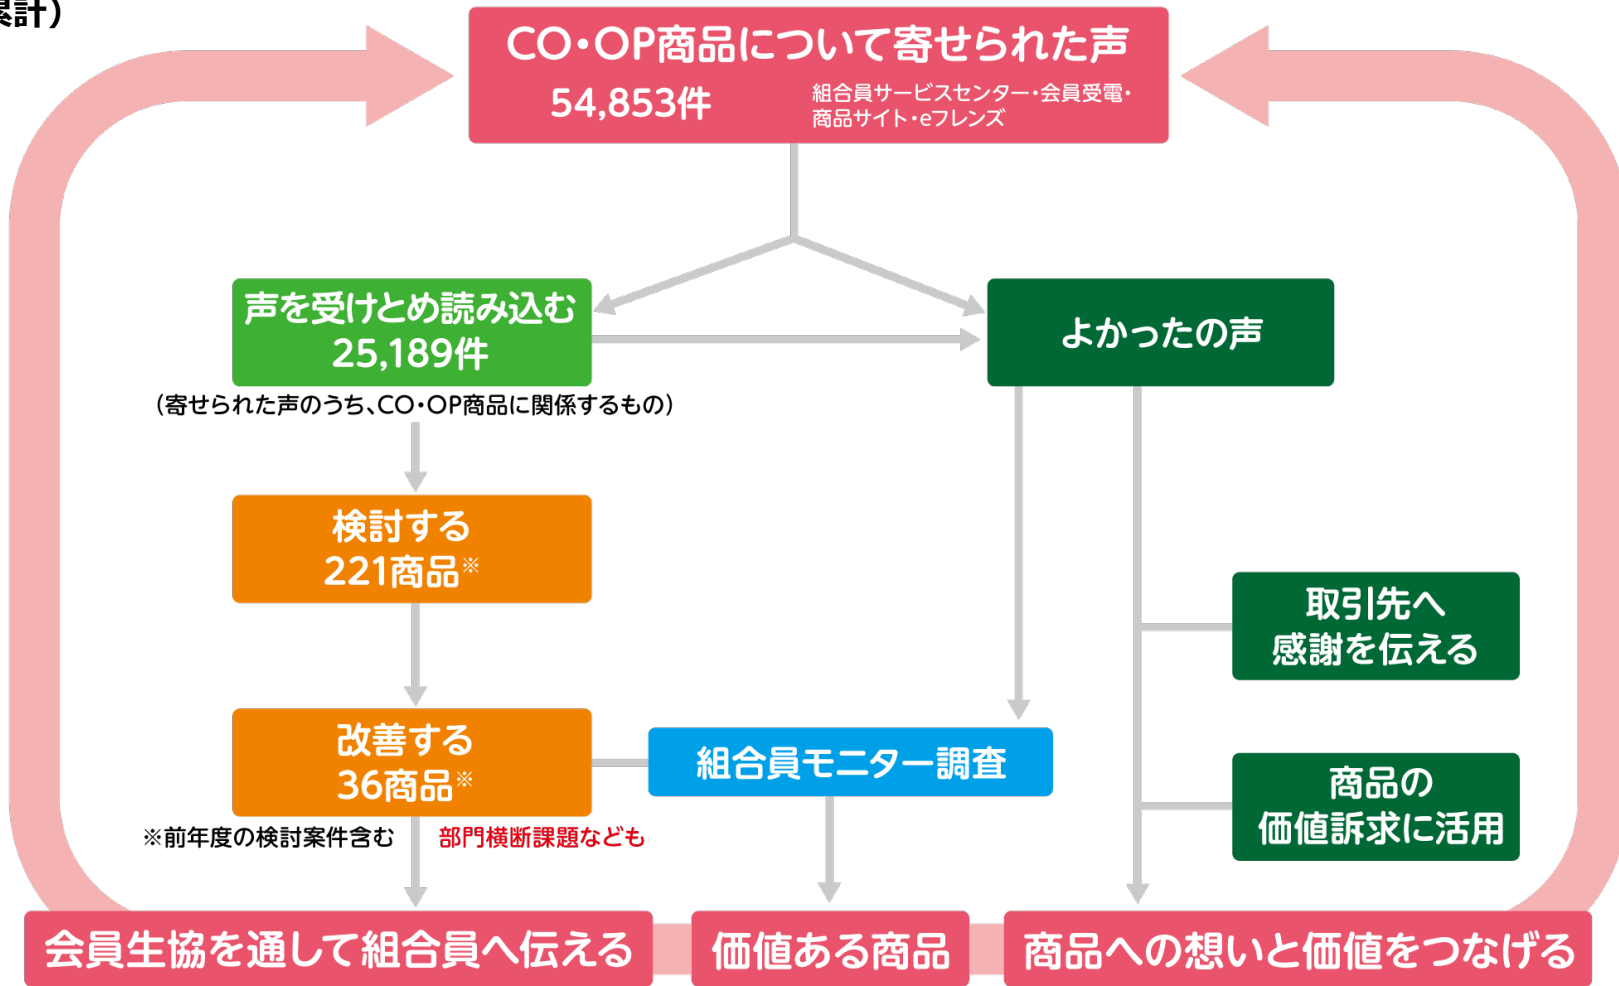 累計）
CO・OP商品について寄せられた声
54,853件
組合員サービスセンター・会員受電・
商品サイト・eフレンズ
声を受けとめ読み込む
25,189件
（寄せられた声のうち、CO・OP商品に関係するもの）
よかったの声
検討する
221商品※
取引先へ
感謝を伝える
改善する
36商品※
組合員モニター調査
商品の
価値訴求に活用
※前年度の検討案件含む
部門横断課題なども
会員生協を通して組合員へ伝える
価値ある商品
商品への想いと価値をつなげる